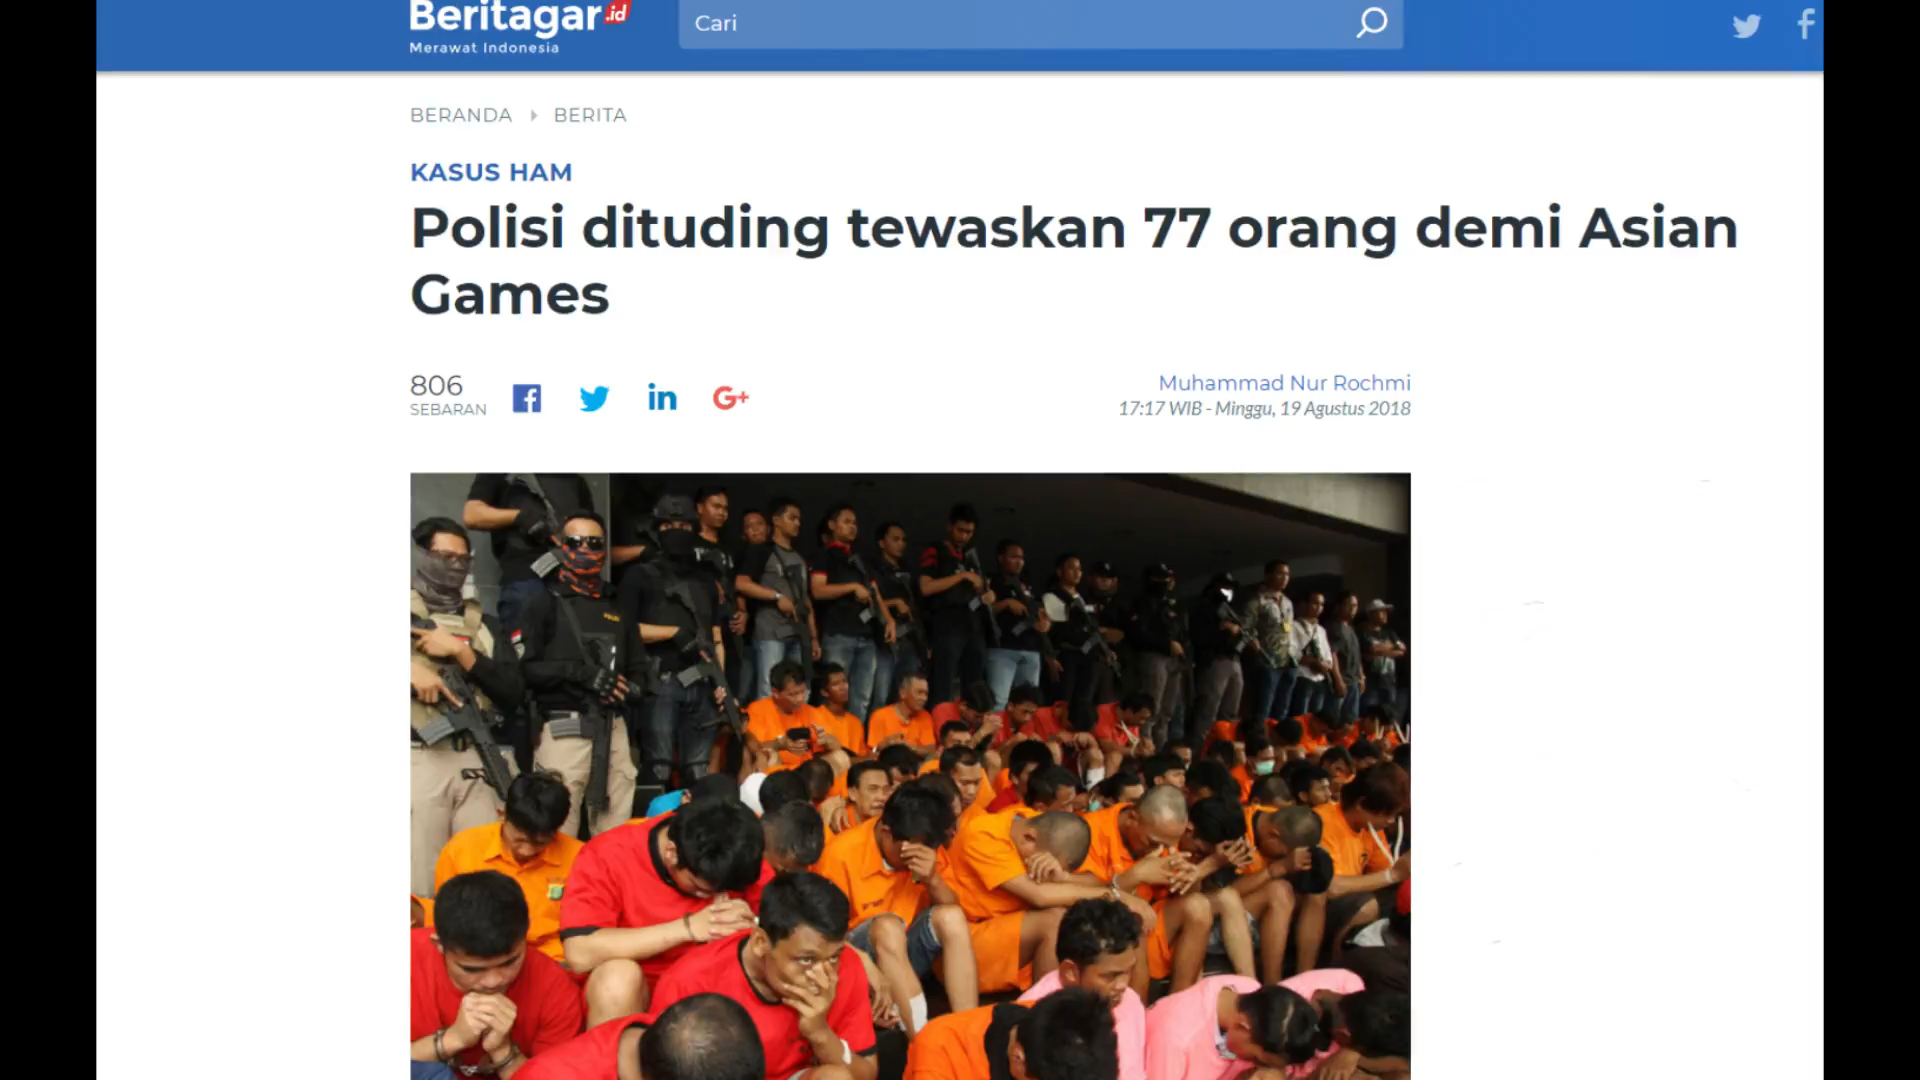 Beritagar.id
Merawat Indonesia
Cari
BERANDA BERITA
KASUS HAM
Polisi dituding tewaskan 77 orang demi Asian
Games
806
SEBARAN
Muhammad Nur Rochmi
17:17 WIB - Minggu, 19 Agustus 2018